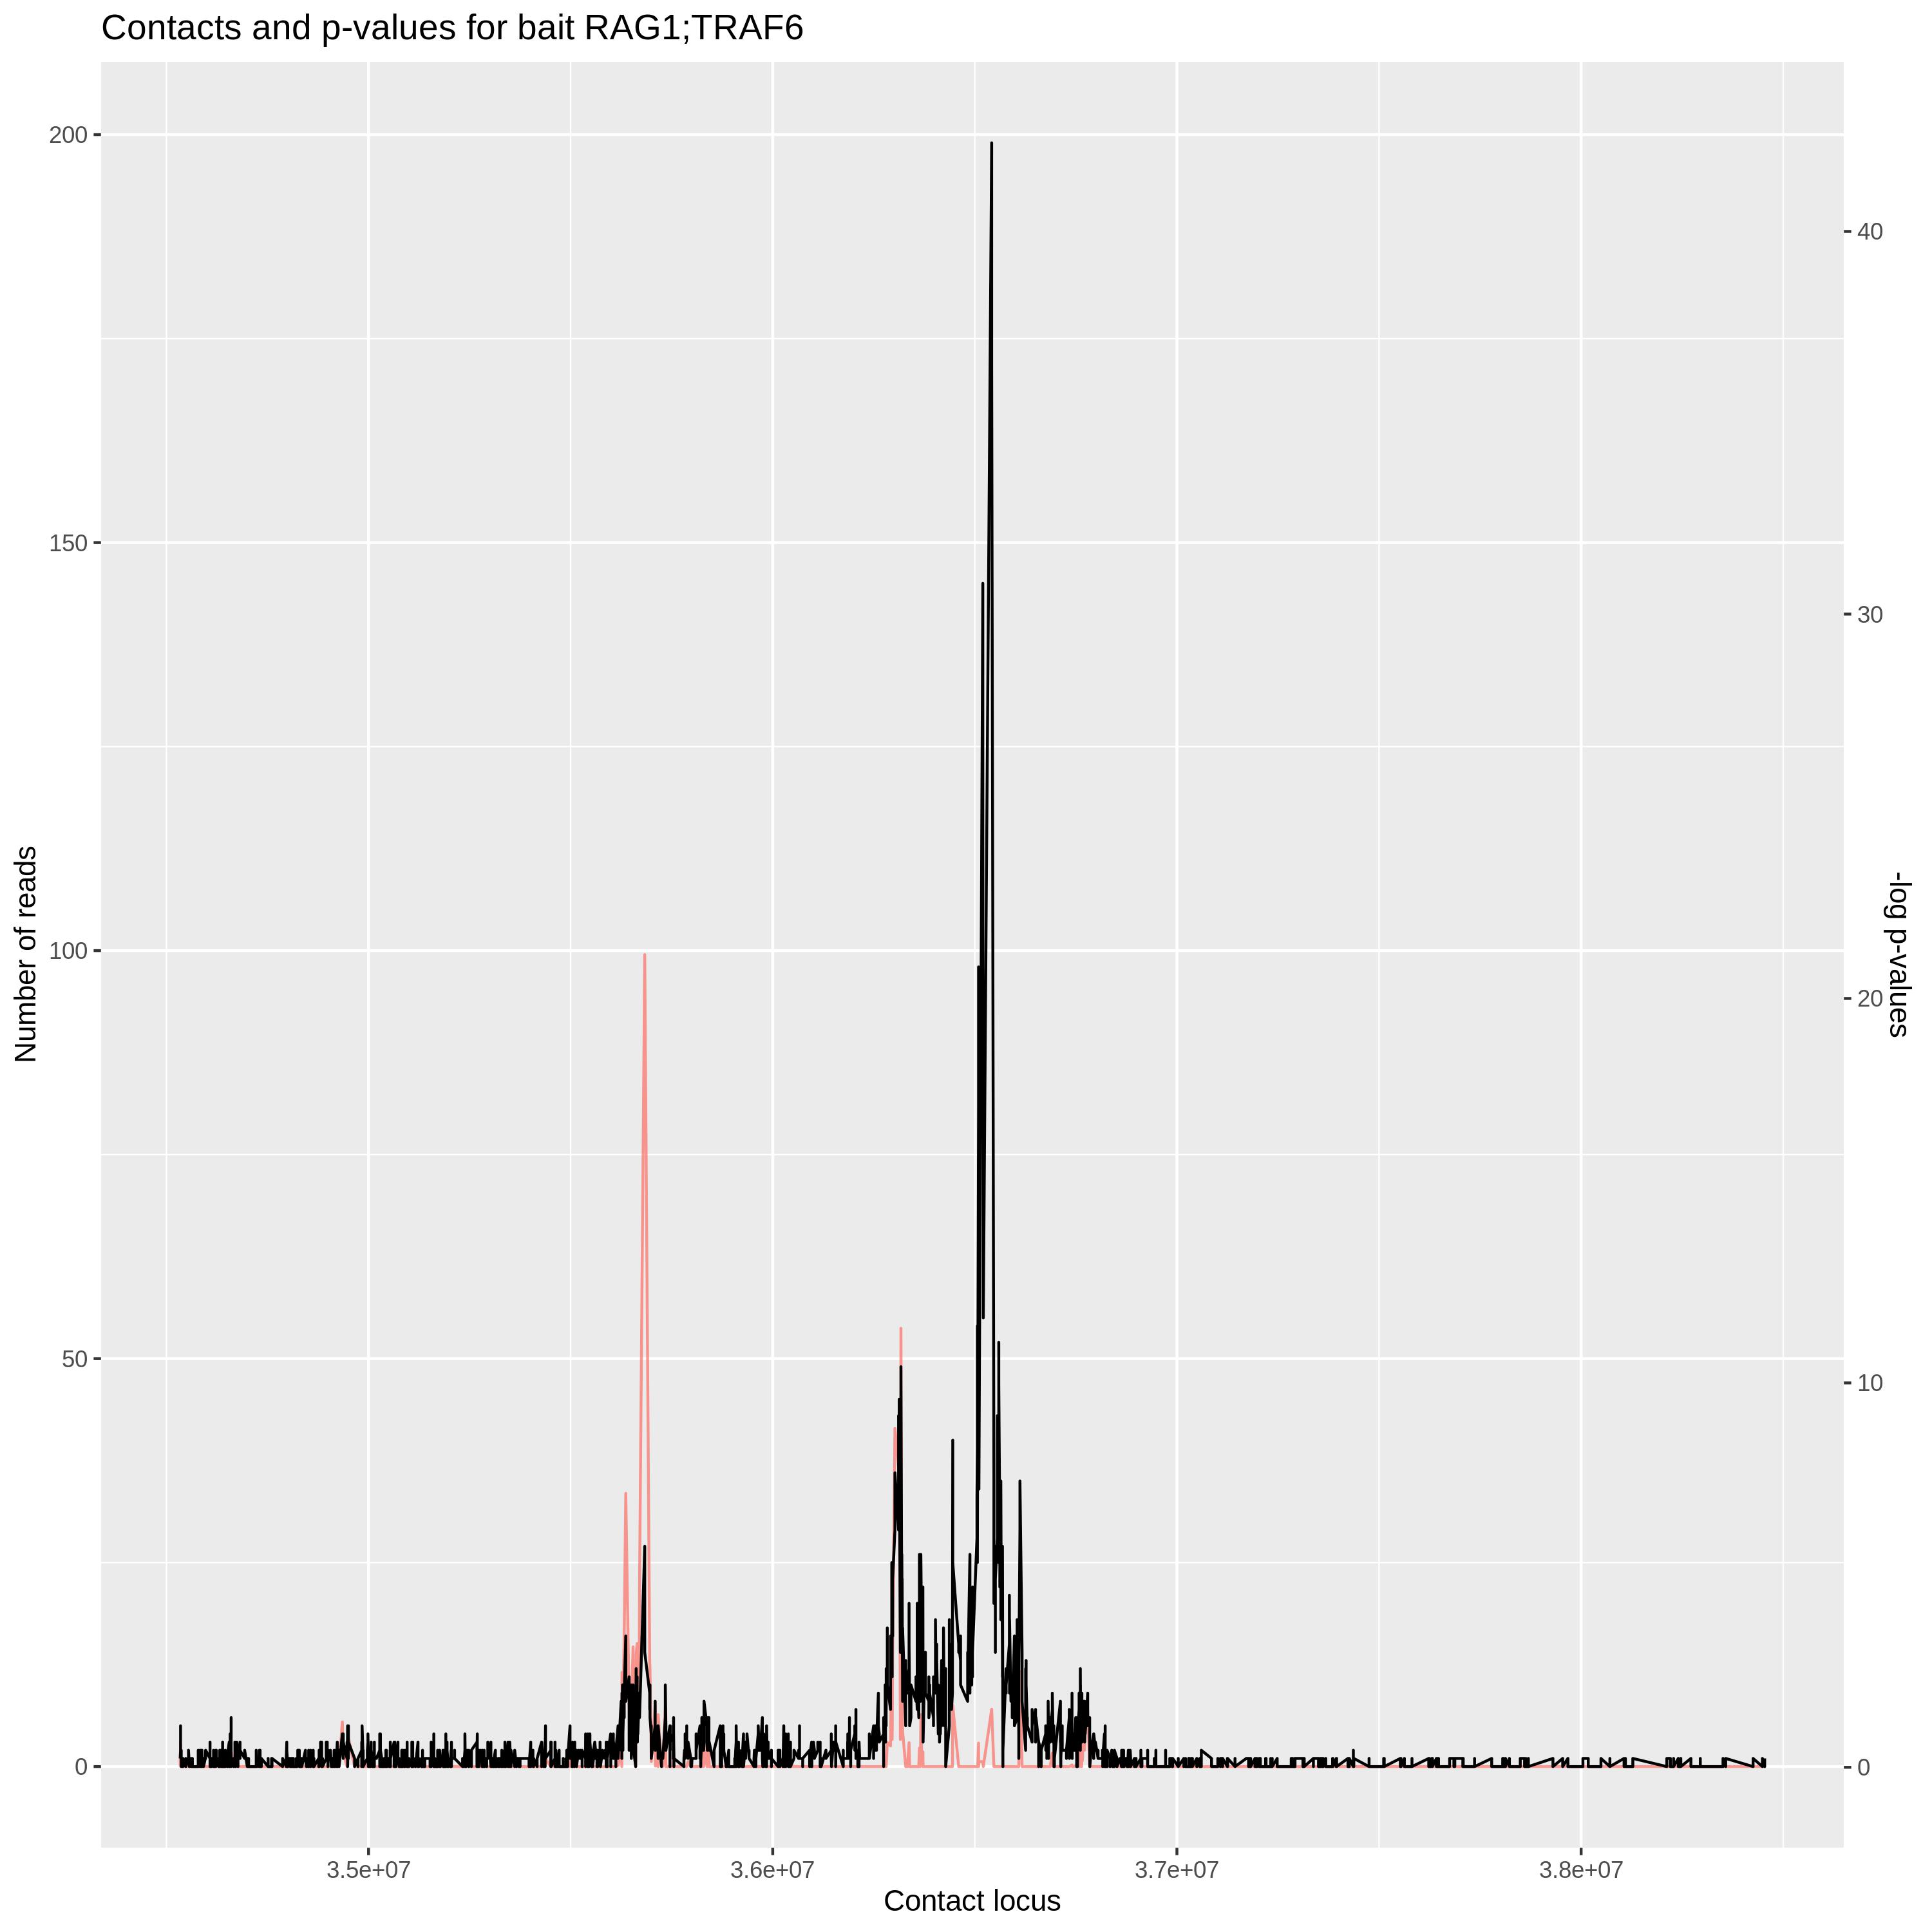 Contacts and p-values for bait RAG1;TRAF6
200
150
100
50
0
Number of reads
40
30
20
10
0
-log p-values
3.5e+07
3.6e+07
3.7e+07
3.8e+07
Contact locus